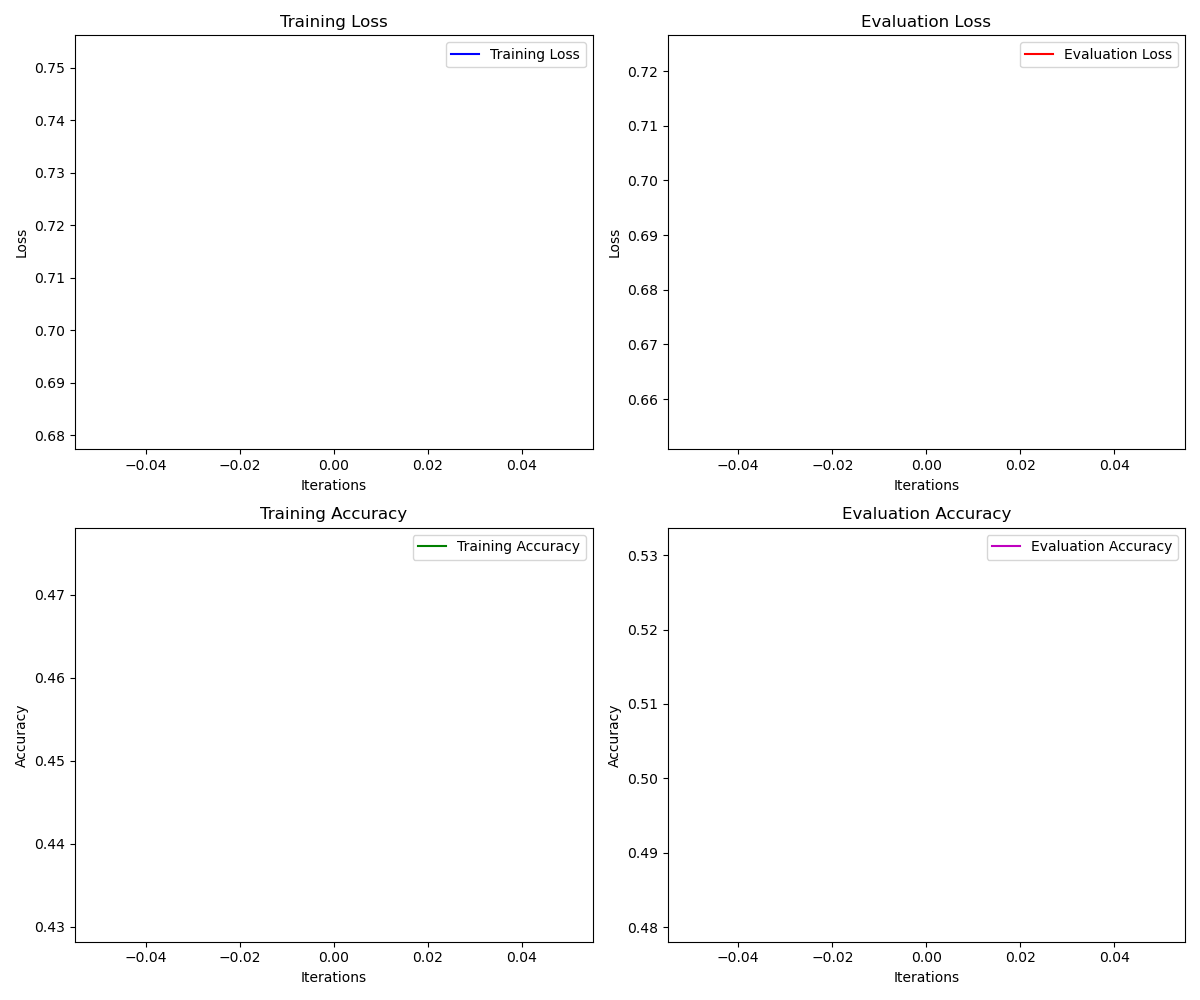 Training Loss
Training Loss
0.75
0.74
0.73
0.72
0.71
0.70
0.69
0.68
Loss
−0.04 −0.02 0.00 0.02 0.04
Iterations
Evaluation Loss
Evaluation Loss
0.72
0.71
0.70
0.69
0.68
0.67
0.66
Loss
−0.04 −0.02 0.00 0.02 0.04
Iterations
Training Accuracy
Training Accuracy
0.47
0.46
0.45
0.44
0.43
Accuracy
−0.04 −0.02 0.00 0.02 0.04
Iterations
Evaluation Accuracy
Evaluation Accuracy
0.53
0.52
0.51
0.50
0.49
0.48
Accuracy
−0.04 −0.02 0.00 0.02 0.04
Iterations